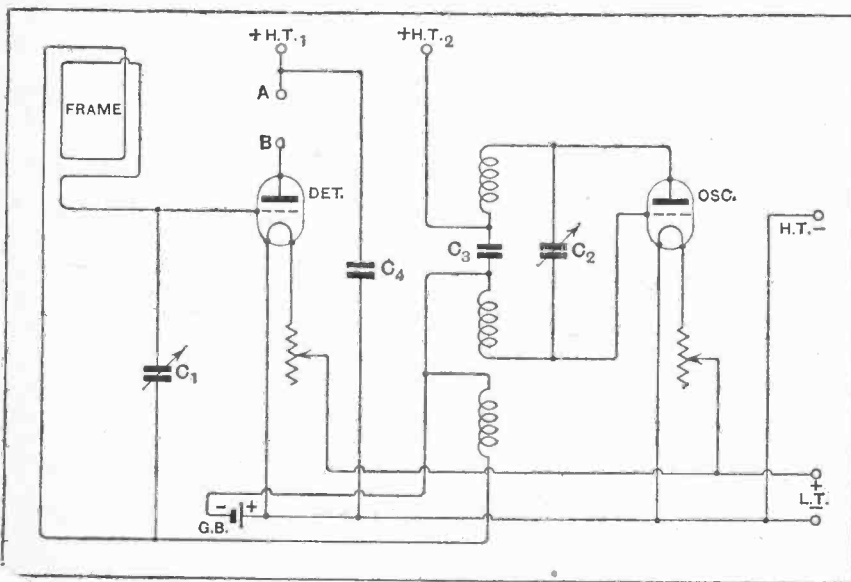 +H.T.1
+H.T.2
A
FRAME
B
DET.
OSC.
H.T.-
C3
C2
C4
C1
+
L.T.
-
- +
G.B.